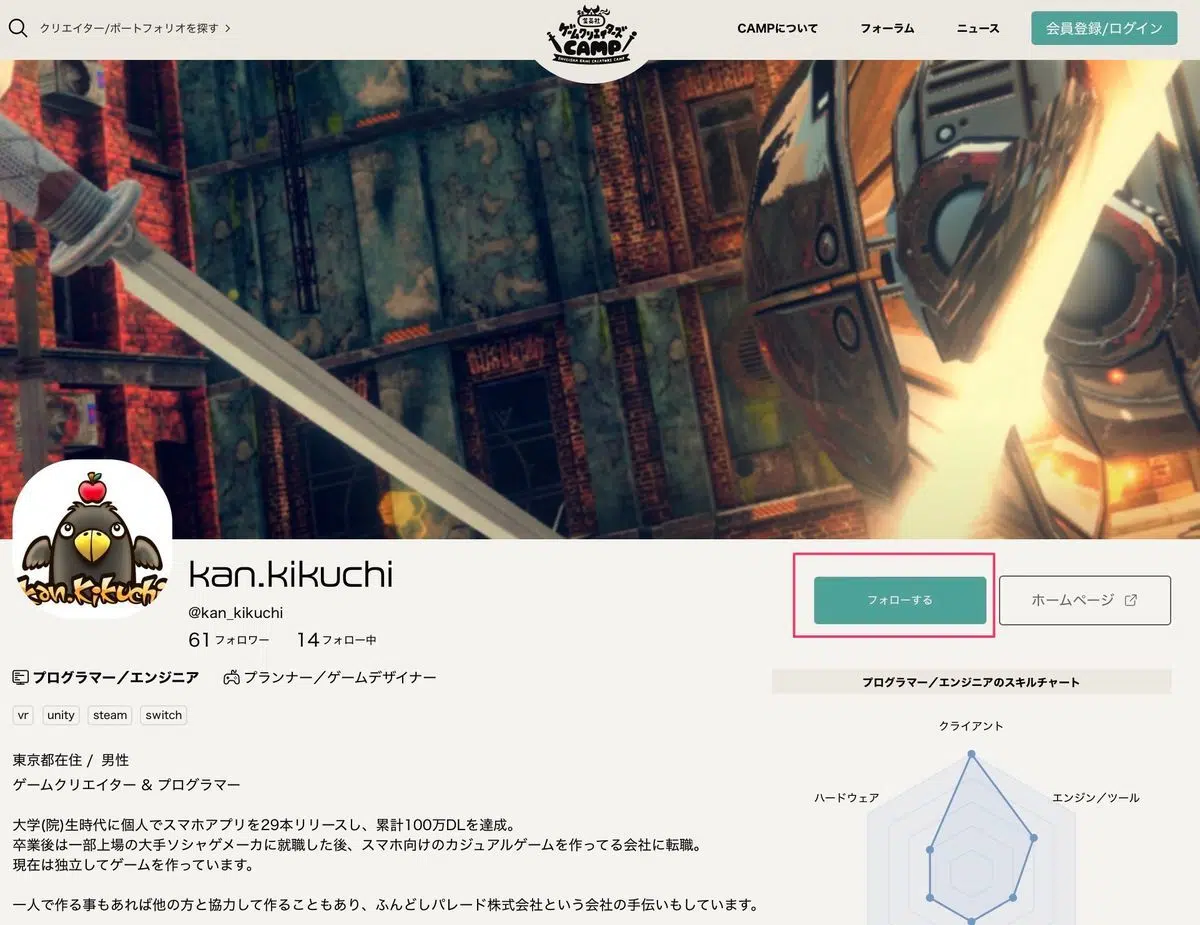 クリエイター/ポートフォリオを探す
集英社
ゲームクリエイターズ
CAMP
SHUEISHA GAME CREATORS CAMP
CAMPについて
フォーラム
ニュース
会員登録/ログイン
kan.kikuchi
kan.kikuchi
@kan_kikuchi
61 フォロワー 14 フォロー中
フォローする
ホームページ
プログラマー／エンジニア プランナー／ゲームデザイナー
vr unity steam switch
東京都在住 / 男性
ゲームクリエイター & プログラマー
大学(院)生時代に個人でスマホアプリを29本リリースし、累計100万DLを達成。
卒業後は一部上場の大手ソシャゲメーカに就職した後、スマホ向けのカジュアルゲームを作ってる会社に転職。
現在は独立してゲームを作っています。
一人で作る事もあれば他の方と協力して作ることもあり、ふんどしパレード株式会社という会社の手伝いもしています。
プログラマー／エンジニアのスキルチャート
クライアント
ハードウェア
エンジン／ツール